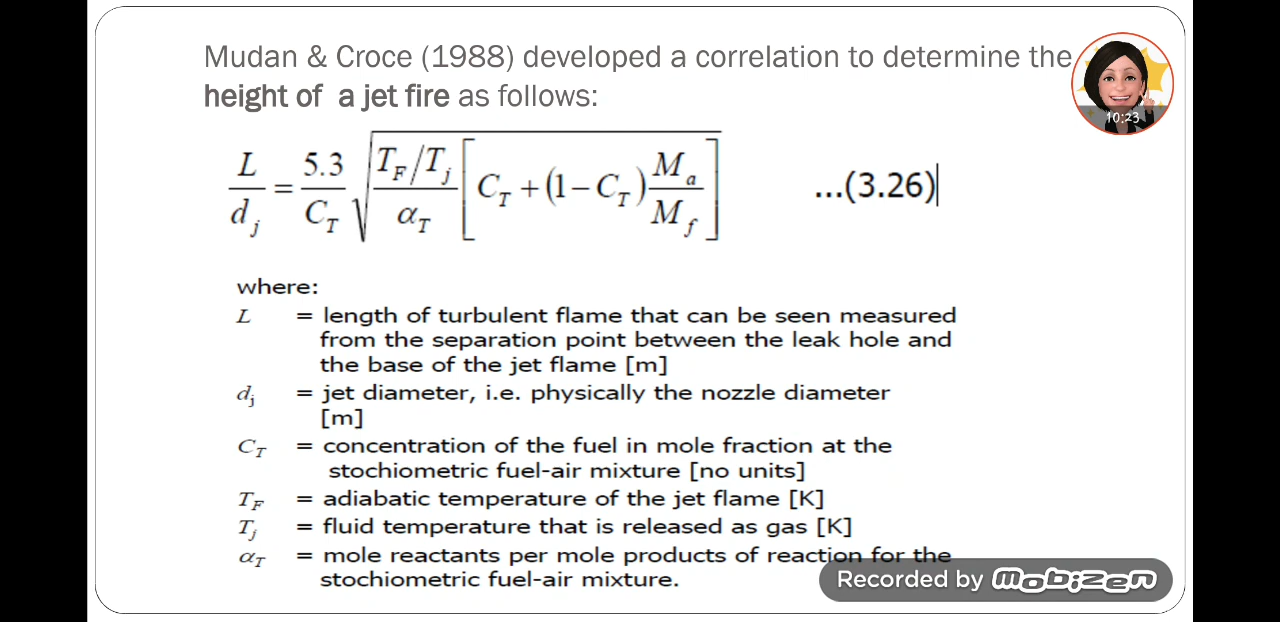 Mudan & Croce (1988) developed a correlation to determine the
height of a jet fire as follows:
10:23
L/d_j = 5.3/C_T √((T_F/T_j)/α_T [C_T + (1−C_T) M_a/M_f]) ...(3.26)
where:
L = length of turbulent flame that can be seen measured
from the separation point between the leak hole and
the base of the jet flame [m]
d_j = jet diameter, i.e. physically the nozzle diameter
[m]
C_T = concentration of the fuel in mole fraction at the
stochiometric fuel-air mixture [no units]
T_F = adiabatic temperature of the jet flame [K]
T_j = fluid temperature that is released as gas [K]
α_T = mole reactants per mole products of reaction for the
stochiometric fuel-air mixture.
Recorded by mobizen